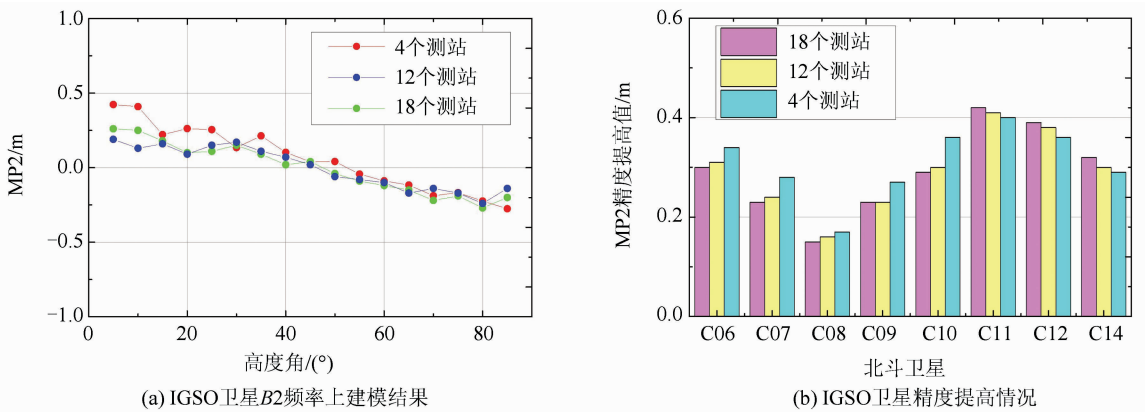 1.0
0.5
0.0
−0.5
−1.0
MP2/m
4个测站
12个测站
18个测站
0
20
40
60
80
高度角/(°)
(a) IGSO卫星B2频率上建模结果
0.6
0.4
0.2
0.0
MP2精度提高值/m
18个测站
12个测站
4个测站
C06
C07
C08
C09
C10
C11
C12
C14
北斗卫星
(b) IGSO卫星精度提高情况